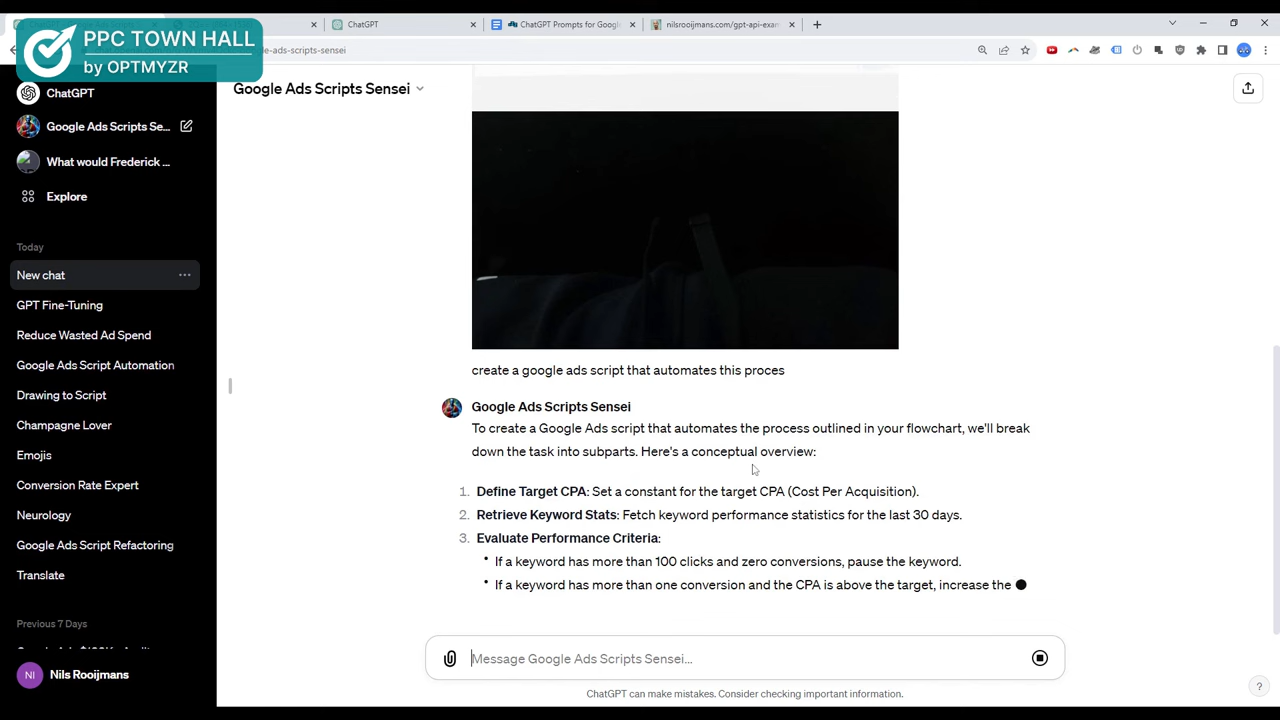 ChatGPT
ChatGPT Prompts for Google
nilsrooijmans.com/gpt-api-exan
PPC TOWN HALL
by OPTMYZR
le-ads-scripts-sensei
ChatGPT
Google Ads Scripts Se...
What would Frederick ...
Explore
Today
New chat
GPT Fine-Tuning
Reduce Wasted Ad Spend
Google Ads Script Automation
Drawing to Script
Champagne Lover
Emojis
Conversion Rate Expert
Neurology
Google Ads Script Refactoring
Translate
Previous 7 Days
NI
Nils Rooijmans
Google Ads Scripts Sensei
create a google ads script that automates this proces
Google Ads Scripts Sensei
To create a Google Ads script that automates the process outlined in your flowchart, we'll break
down the task into subparts. Here's a conceptual overview:
1. Define Target CPA: Set a constant for the target CPA (Cost Per Acquisition).
2. Retrieve Keyword Stats: Fetch keyword performance statistics for the last 30 days.
3. Evaluate Performance Criteria:
• If a keyword has more than 100 clicks and zero conversions, pause the keyword.
• If a keyword has more than one conversion and the CPA is above the target, increase the
Message Google Ads Scripts Sensei...
ChatGPT can make mistakes. Consider checking important information.
?